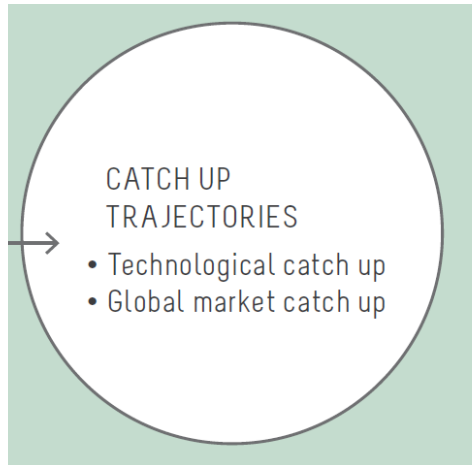 CATCH UP
TRAJECTORIES
• Technological catch up
• Global market catch up